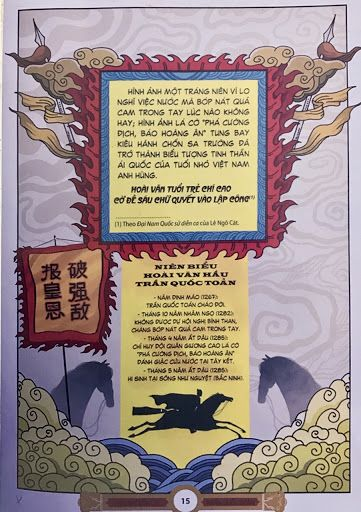 HÌNH ẢNH MỘT TRÁNG NIÊN VÌ LO
NGHĨ VIỆC NƯỚC MÀ BÓP NÁT QUẢ
CAM TRONG TAY LÚC NÀO KHÔNG
HAY; HÌNH ẢNH LÁ CỜ "PHÁ CƯỜNG
ĐỊCH, BÁO HOÀNG ÂN" TUNG BAY
KIÊU HÃNH CHỐN SA TRƯỜNG ĐÃ
TRỞ THÀNH BIỂU TƯỢNG TINH THẦN
ÁI QUỐC CỦA TUỔI NHỎ VIỆT NAM
ANH HÙNG.
HOÀI VĂN TUỔI TRẺ CHÍ CAO
CỜ ĐỀ SÁU CHỮ QUYẾT VÀO LẬP CÔNG(1)
(1) Theo Đại Nam Quốc sử diễn ca của Lê Ngô Cát.
破强敌
报皇恩
NIÊN BIỂU
HOÀI VĂN HẦU
TRẦN QUỐC TOẢN
- NĂM ĐINH MÃO (1267):
TRẦN QUỐC TOẢN CHÀO ĐỜI.
- THÁNG 10 NĂM NHÂM NGỌ (1282):
KHÔNG ĐƯỢC DỰ HỘI NGHỊ BÌNH THAN,
CHÀNG BÓP NÁT QUẢ CAM TRONG TAY.
- THÁNG 4 NĂM ẤT DẬU (1285):
CHỈ HUY ĐỘI QUÂN GIƯƠNG CAO LÁ CỜ
"PHÁ CƯỜNG ĐỊCH, BÁO HOÀNG ÂN"
ĐÁNH GIẶC CỨU NƯỚC TẠI TÂY KẾT.
- THÁNG 5 NĂM ẤT DẬU (1285):
HI SINH TẠI SÔNG NHƯ NGUYỆT (BẮC NINH).
15